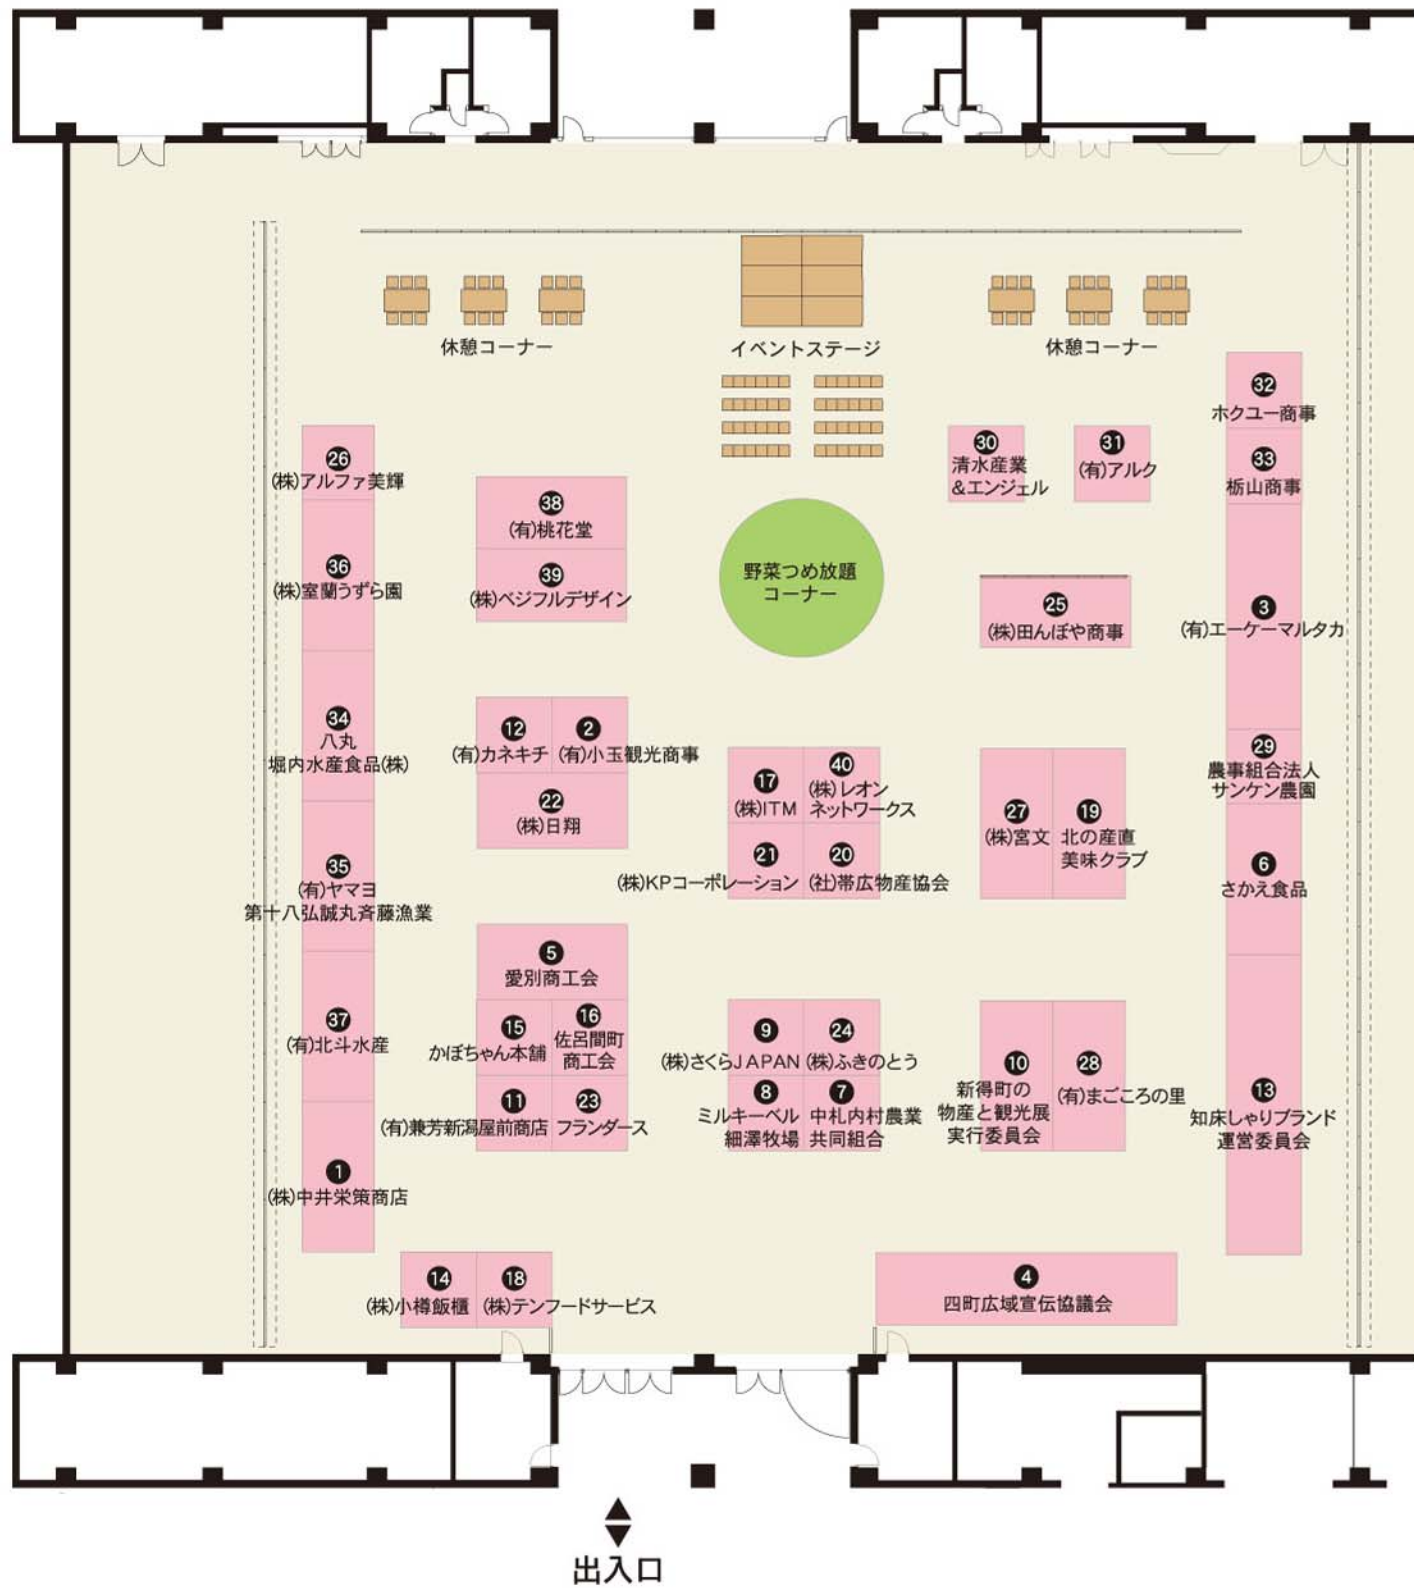 休憩コーナー
イベントステージ
休憩コーナー
32
ホクユー商事
26
(株)アルファ美輝
30
清水産業
&エンジェル
31
(有)アルク
33
栃山商事
38
(有)桃花堂
36
(株)室蘭うずら園
39
(株)ベジフルデザイン
野菜つめ放題
コーナー
25
(株)田んぼや商事
3
(有)エーケーマルタカ
34
八丸
堀内水産食品(株)
12
(有)カネキチ
2
(有)小玉観光商事
22
(株)日翔
17
(株)ITM
40
(株)レオン
ネットワークス
21
(株)KPコーポレーション
20
(社)帯広物産協会
27
(株)宮文
19
北の産直
美味クラブ
29
農事組合法人
サンケン農園
6
さかえ食品
35
(有)ヤマヨ
第十八弘誠丸斉藤漁業
5
愛別商工会
37
(有)北斗水産
15
かぼちゃん本舗
16
佐呂間町
商工会
11
(有)兼芳新潟屋前商店
23
フランダース
9
(株)さくらJAPAN
24
(株)ふきのとう
8
ミルキーベル
細澤牧場
7
中札内村農業
共同組合
10
新得町の
物産と観光展
実行委員会
28
(有)まごころの里
13
知床しゃりブランド
運営委員会
1
(株)中井栄策商店
14
(株)小樽飯櫃
18
(株)テンフードサービス
4
四町広域宣伝協議会
出入口